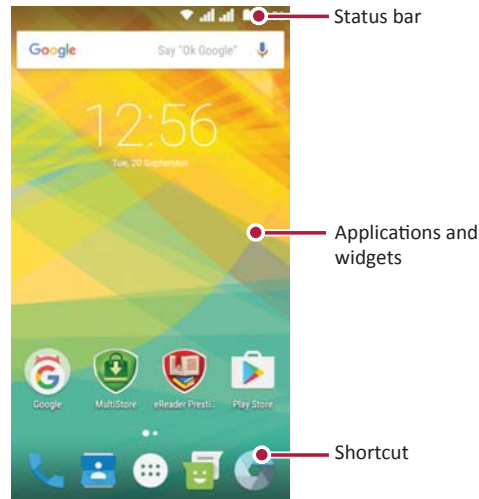 Status bar
Google Say "Ok Google"
12:56
Tue, 20 September
Applications and
widgets
Google MultiStore eReader Presti.. Play Store
Shortcut